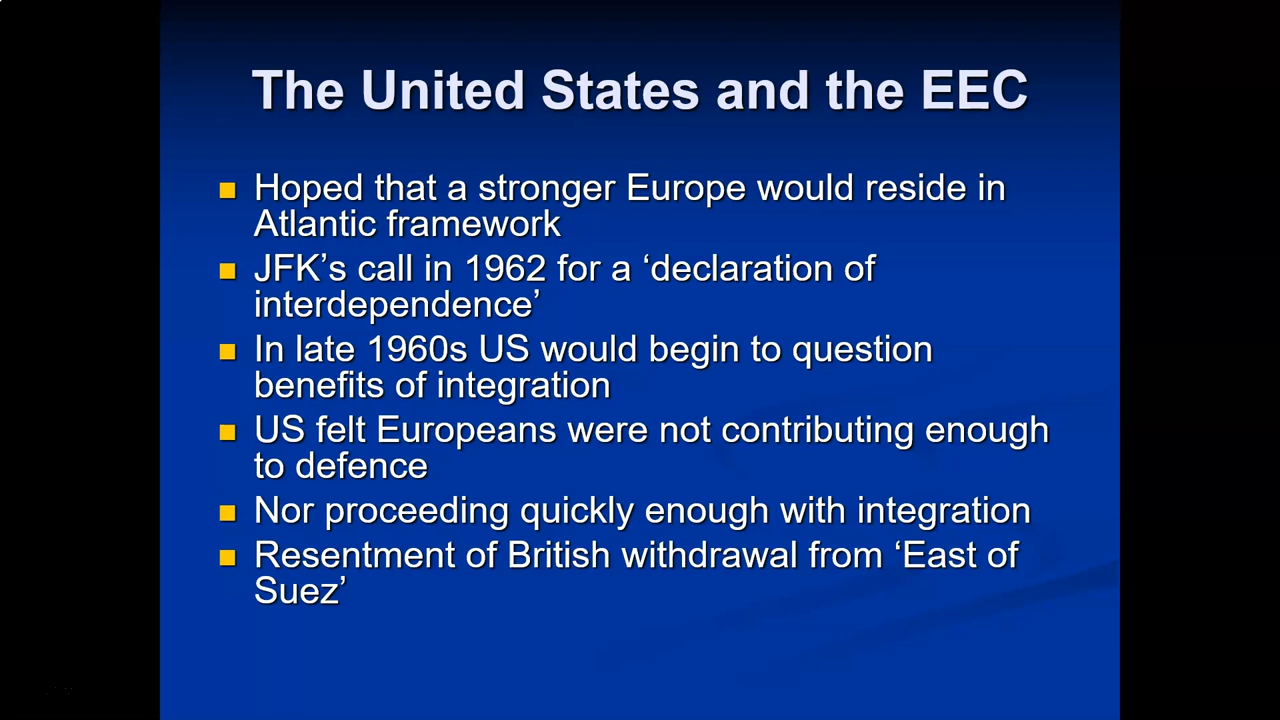 The United States and the EEC
Hoped that a stronger Europe would reside in
Atlantic framework
JFK’s call in 1962 for a ‘declaration of
interdependence’
In late 1960s US would begin to question
benefits of integration
US felt Europeans were not contributing enough
to defence
Nor proceeding quickly enough with integration
Resentment of British withdrawal from ‘East of
Suez’